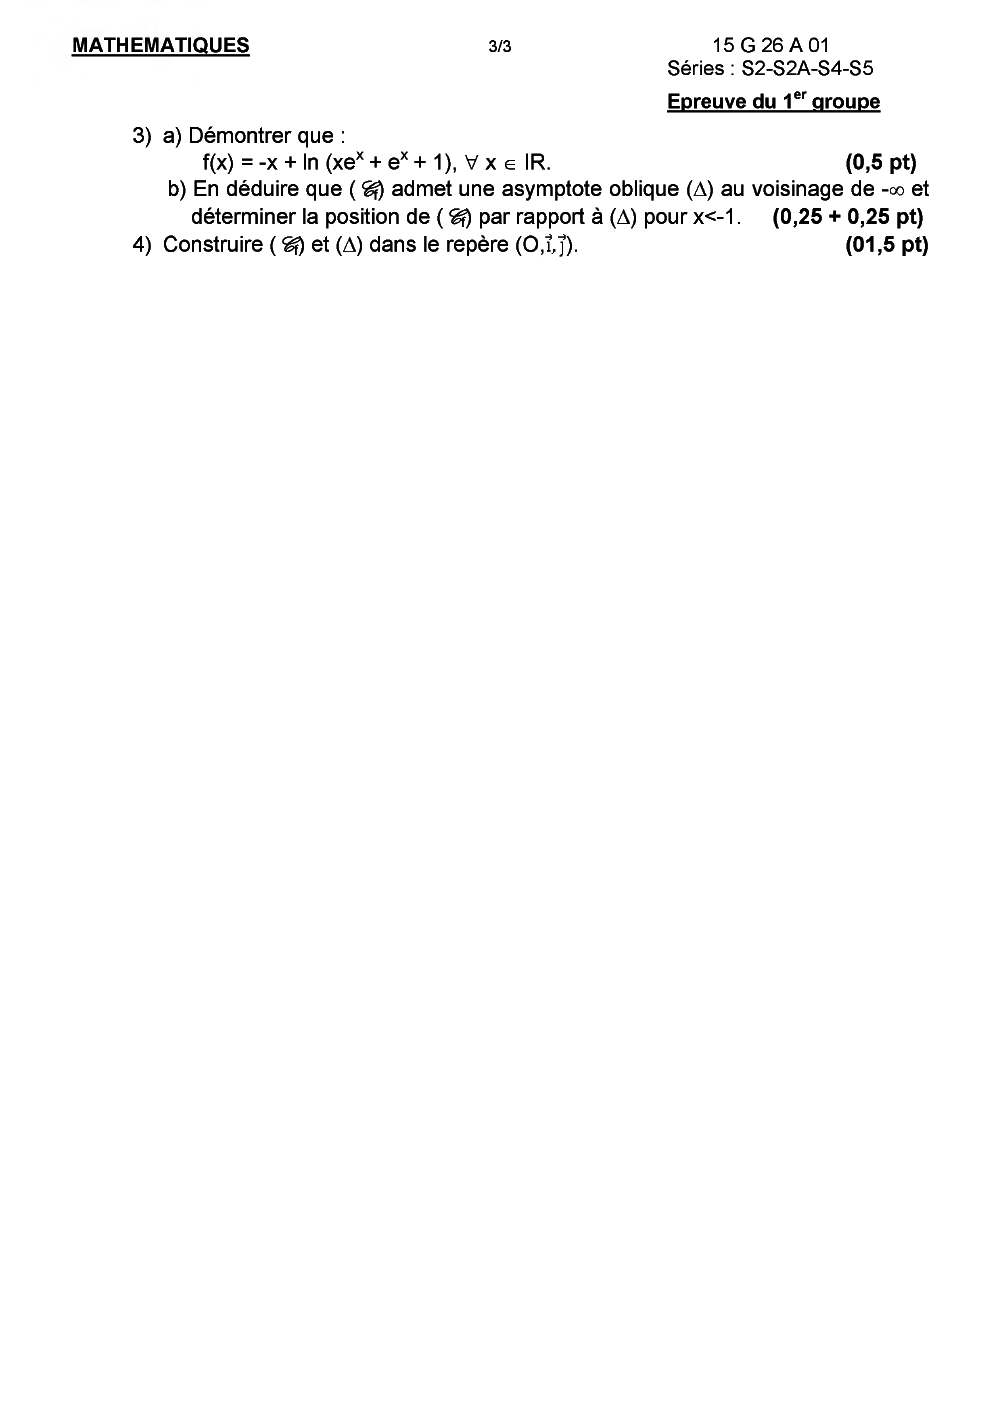 MATHEMATIQUES 3/3 15 G 26 A 01
Séries : S2-S2A-S4-S5
Epreuve du 1er groupe
3) a) Démontrer que :
f(x) = -x + ln (xeˣ + eˣ + 1), ∀ x ∈ IR. (0,5 pt)
b) En déduire que ( 𝒞f) admet une asymptote oblique (∆) au voisinage de -∞ et
déterminer la position de ( 𝒞f) par rapport à (∆) pour x<-1. (0,25 + 0,25 pt)
4) Construire ( 𝒞f) et (∆) dans le repère (O,i⃗,j⃗). (01,5 pt)